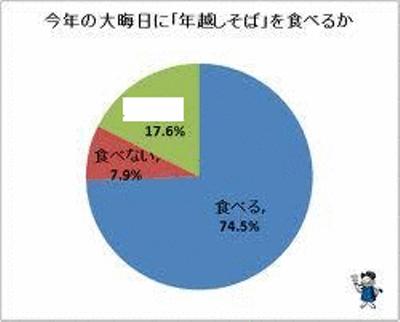 今年の大晦日に「年越しそば」を食べるか
17.6%
食べない,
7.9%
食べる,
74.5%